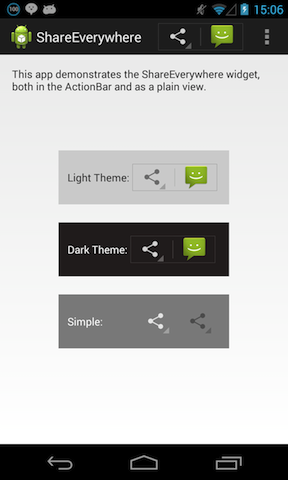 100
15:06
ShareEverywhere
This app demonstrates the ShareEverywhere widget,
both in the ActionBar and as a plain view.
Light Theme:
Dark Theme:
Simple: